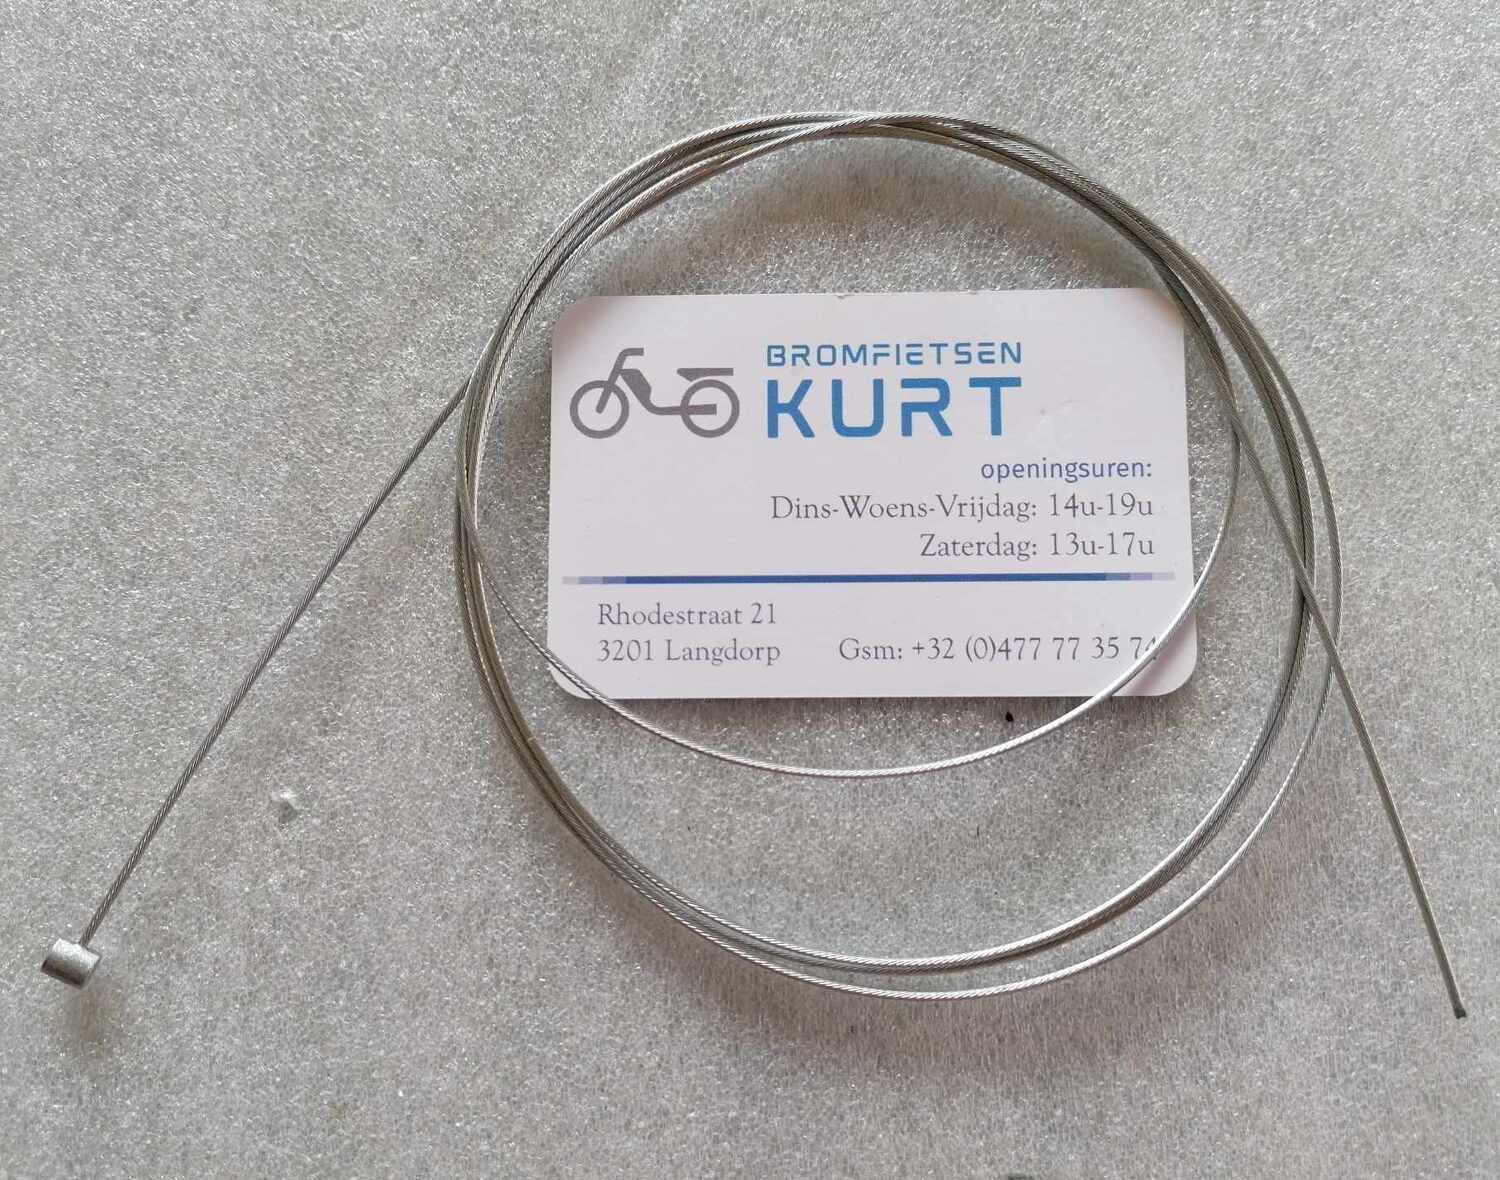 BROMFIETSEN
KURT
openingsuren:
Dins-Woens-Vrijdag: 14u-19u
Zaterdag: 13u-17u
Rhodestraat 21
3201 Langdorp Gsm: +32 (0)477 77 35 74